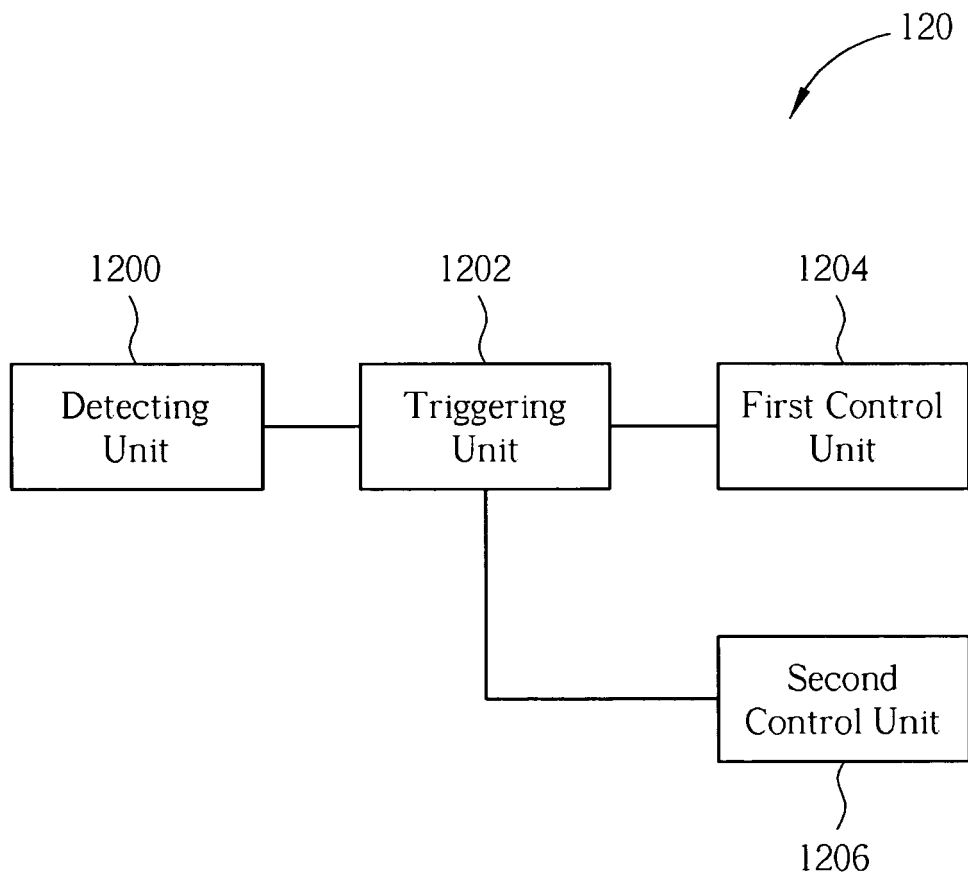 120
1200
1202
1204
Detecting
Unit
Triggering
Unit
First Control
Unit
Second
Control Unit
1206